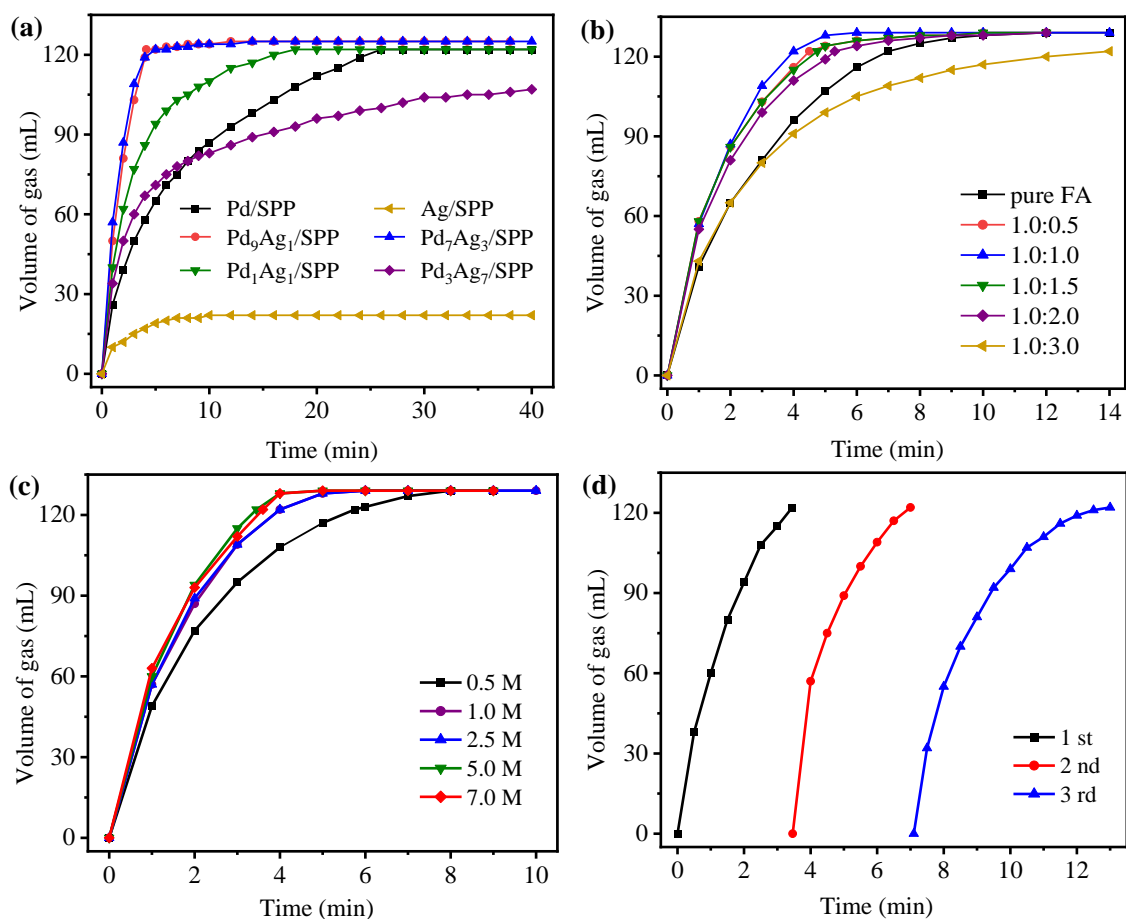 (a)
Volume of gas (mL)
120
90
60
30
0
Pd/SPP
Ag/SPP
Pd₉Ag₁/SPP
Pd₇Ag₃/SPP
Pd₁Ag₁/SPP
Pd₃Ag₇/SPP
0 10 20 30 40
Time (min)
(b)
Volume of gas (mL)
120
90
60
30
0
pure FA
1.0:0.5
1.0:1.0
1.0:1.5
1.0:2.0
1.0:3.0
0 2 4 6 8 10 12 14
Time (min)
(c)
Volume of gas (mL)
120
90
60
30
0
0.5 M
1.0 M
2.5 M
5.0 M
7.0 M
0 2 4 6 8 10
Time (min)
(d)
Volume of gas (mL)
120
90
60
30
0
1 st
2 nd
3 rd
0 2 4 6 8 10 12
Time (min)